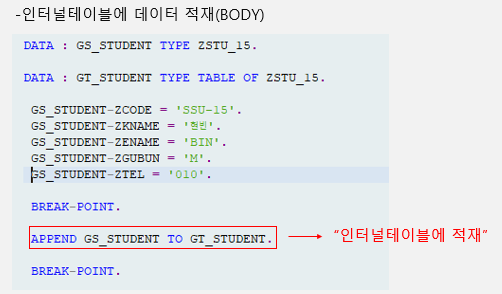 -인터널테이블에 데이터 적재(BODY)
DATA : GS_STUDENT TYPE ZSTU_15.
DATA : GT_STUDENT TYPE TABLE OF ZSTU_15.
GS_STUDENT-ZCODE = 'SSU-15'.
GS_STUDENT-ZKNAME = '현빈'.
GS_STUDENT-ZENAME = 'BIN'.
GS_STUDENT-ZGUBUN = 'M'.
GS_STUDENT-ZTEL = '010'.
BREAK-POINT.
APPEND GS_STUDENT TO GT_STUDENT. “인터널테이블에 적재”
BREAK-POINT.